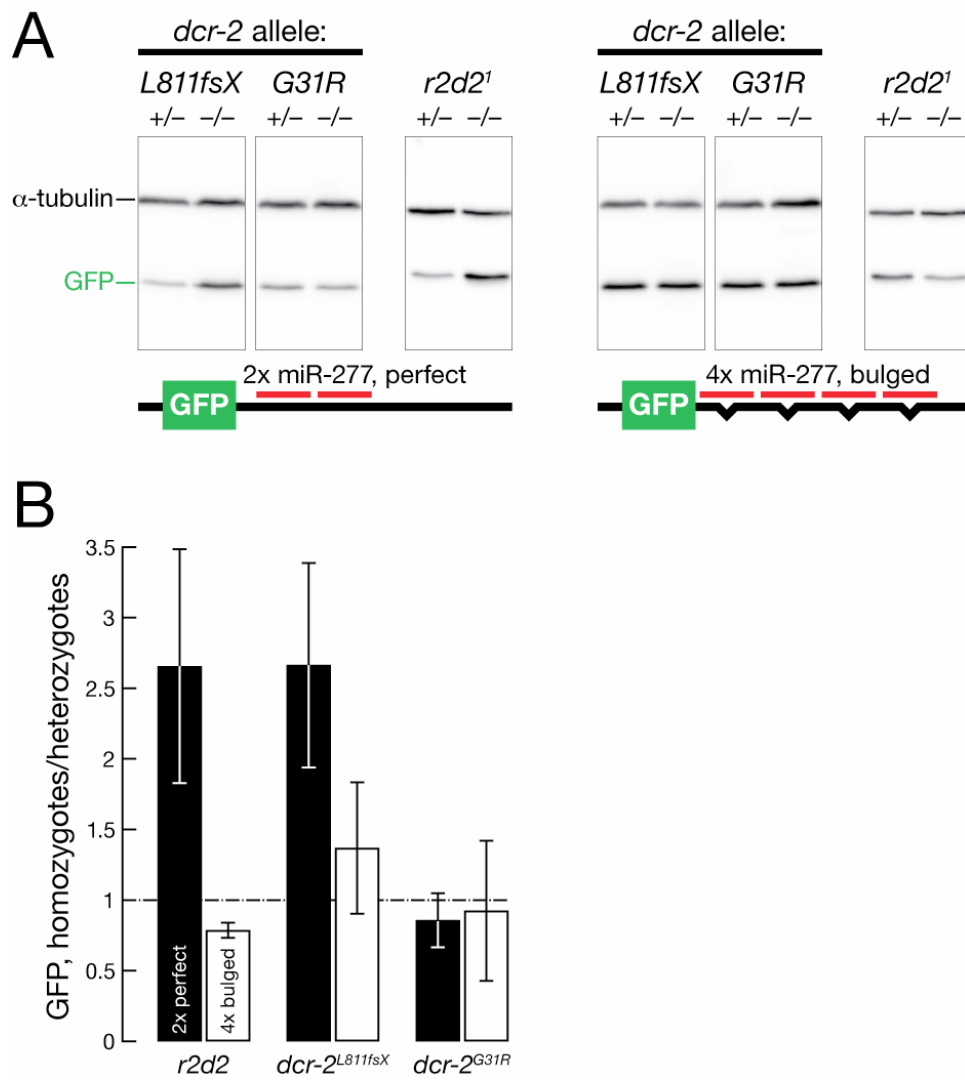 A
dcr-2 allele:
L811fsX G31R r2d2¹
+/– –/– +/– –/– +/– –/–
dcr-2 allele:
L811fsX G31R r2d2¹
+/– –/– +/– –/– +/– –/–
α-tubulin
GFP
2x miR-277, perfect
GFP
4x miR-277, bulged
GFP
B
GFP, homozygotes/heterozygotes
3.5
3
2.5
2
1.5
1
0.5
0
2x perfect
4x bulged
r2d2 dcr-2L811fsX dcr-2G31R